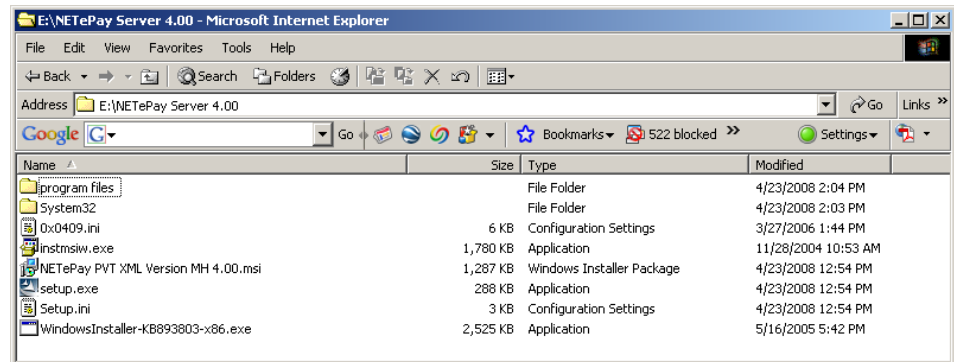 E:\NETePay Server 4.00 - Microsoft Internet Explorer
File Edit View Favorites Tools Help
Back Search Folders
Address E:\NETePay Server 4.00 Go Links »
Google G Go Bookmarks 522 blocked » Settings
Name Size Type Modified
program files File Folder 4/23/2008 2:04 PM
System32 File Folder 4/23/2008 2:03 PM
0x0409.ini 6 KB Configuration Settings 3/27/2006 1:44 PM
instmsiw.exe 1,780 KB Application 11/28/2004 10:53 AM
NETePay PVT XML Version MH 4.00.msi 1,287 KB Windows Installer Package 4/23/2008 12:54 PM
setup.exe 288 KB Application 4/23/2008 12:54 PM
Setup.ini 3 KB Configuration Settings 4/23/2008 12:54 PM
WindowsInstaller-KB893803-x86.exe 2,525 KB Application 5/16/2005 5:42 PM